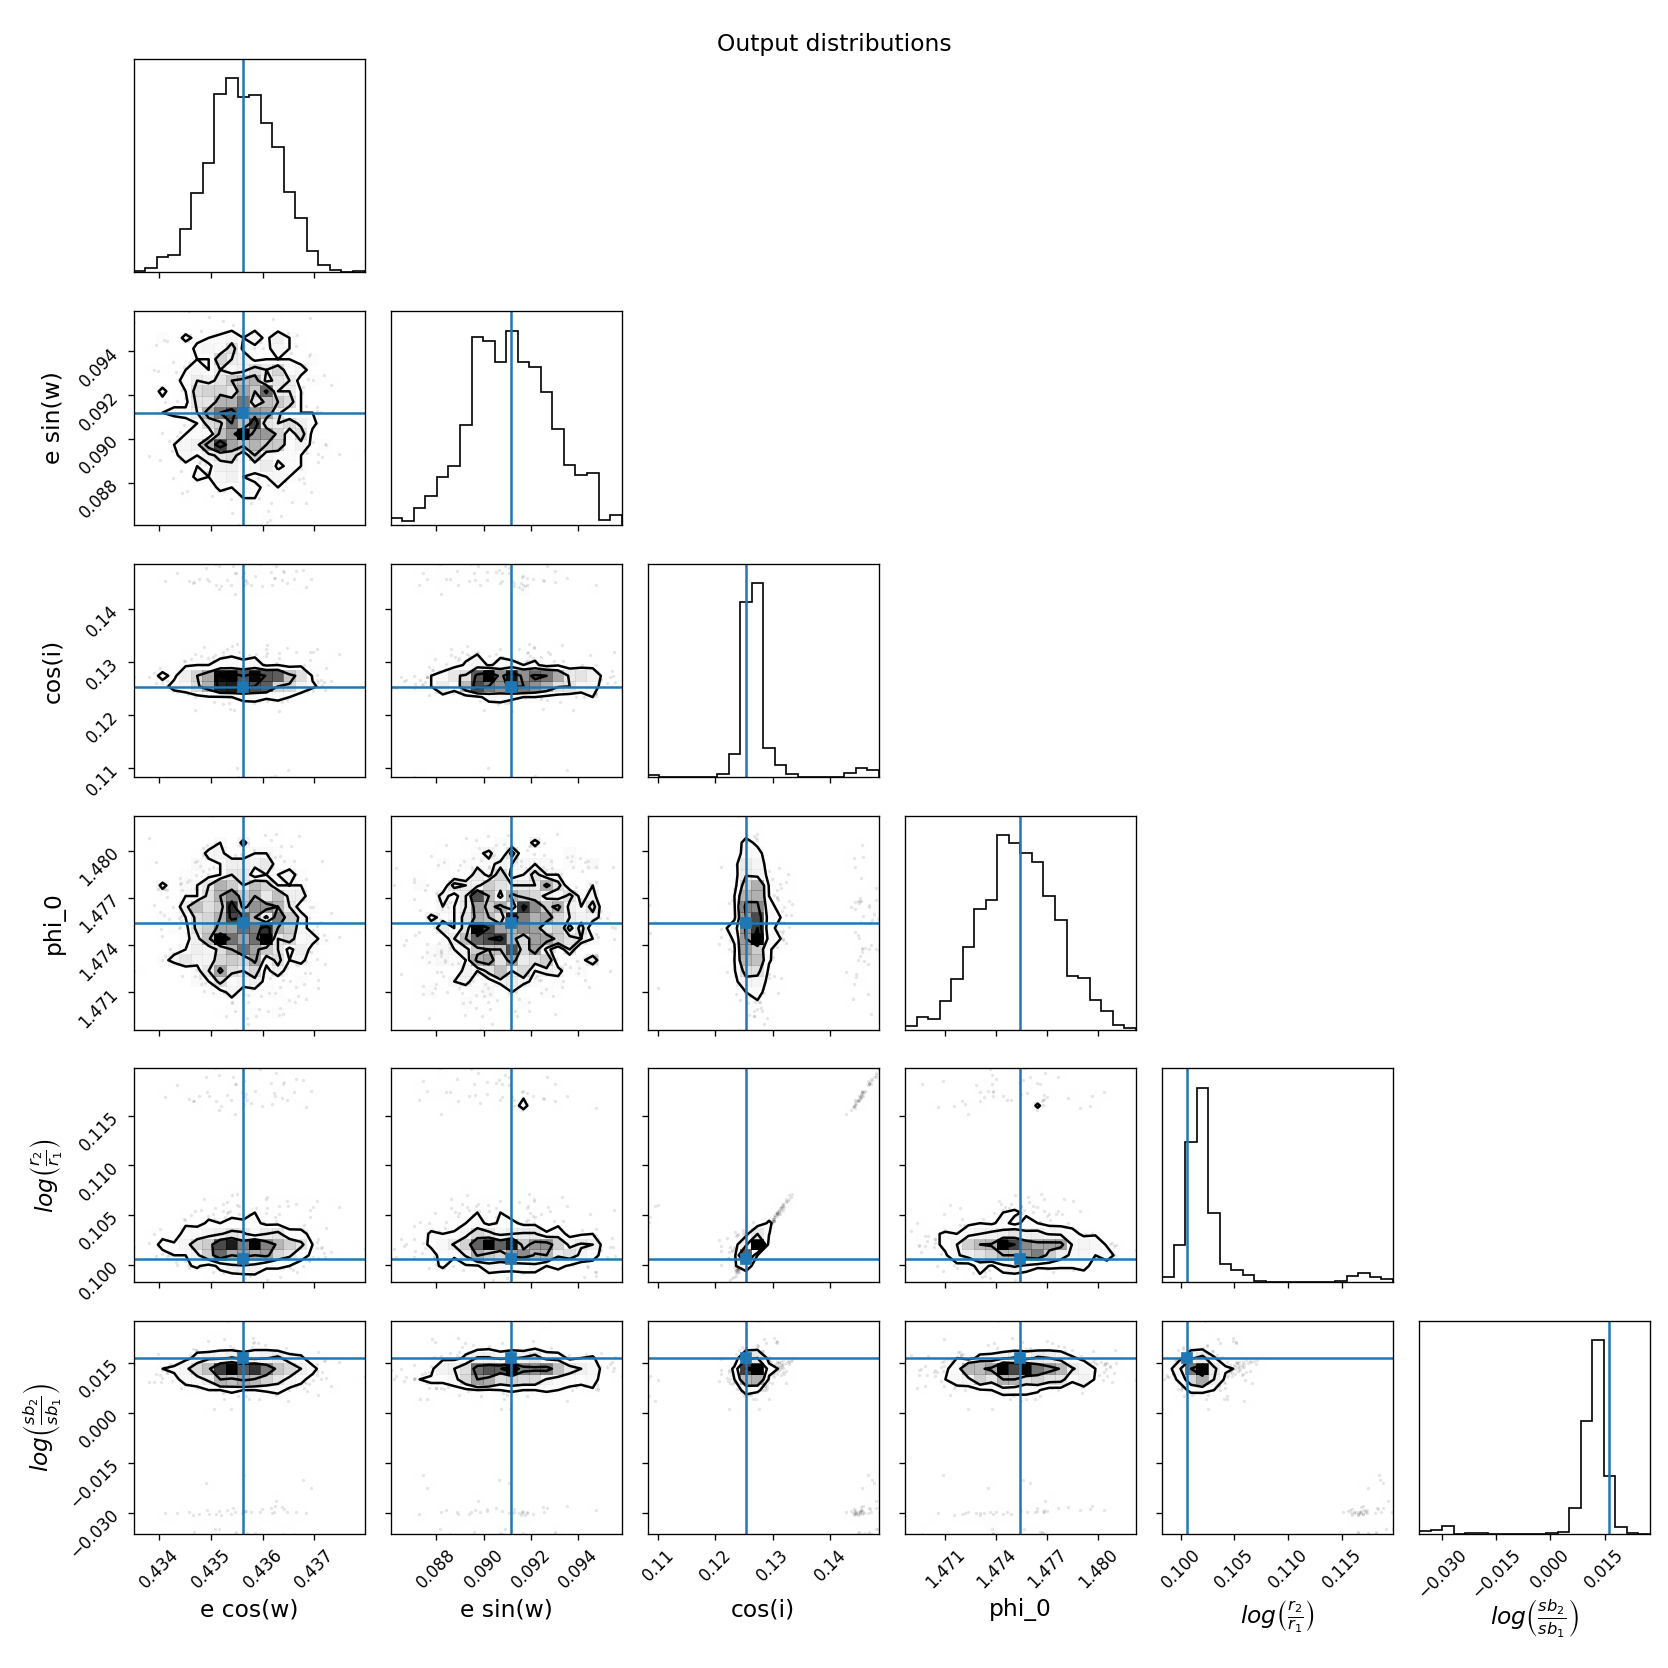 Output distributions
e sin(w)
0.094
0.092
0.090
0.088
cos(i)
0.14
0.13
0.12
0.11
phi_0
1.480
1.477
1.474
1.471
log(r₂/r₁)
0.115
0.110
0.105
0.100
log(sb₂/sb₁)
0.015
0.000
−0.015
−0.030
0.434 0.435 0.436 0.437 0.088 0.090 0.092 0.094 0.11 0.12 0.13 0.14 1.471 1.474 1.477 1.480 0.100 0.105 0.110 0.115 −0.030 −0.015 0.000 0.015
e cos(w) e sin(w) cos(i) phi_0 log(r₂/r₁) log(sb₂/sb₁)